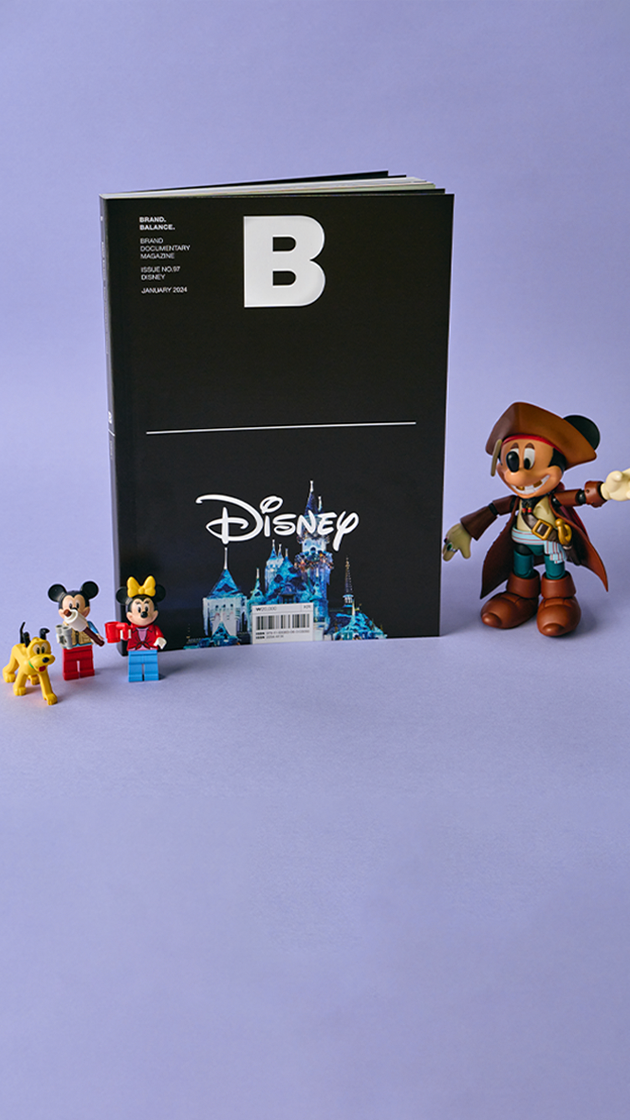 BRAND.
BALANCE.
BRAND
DOCUMENTARY
MAGAZINE
ISSUE NO.97
DISNEY
JANUARY 2024
B
B
DISNEY